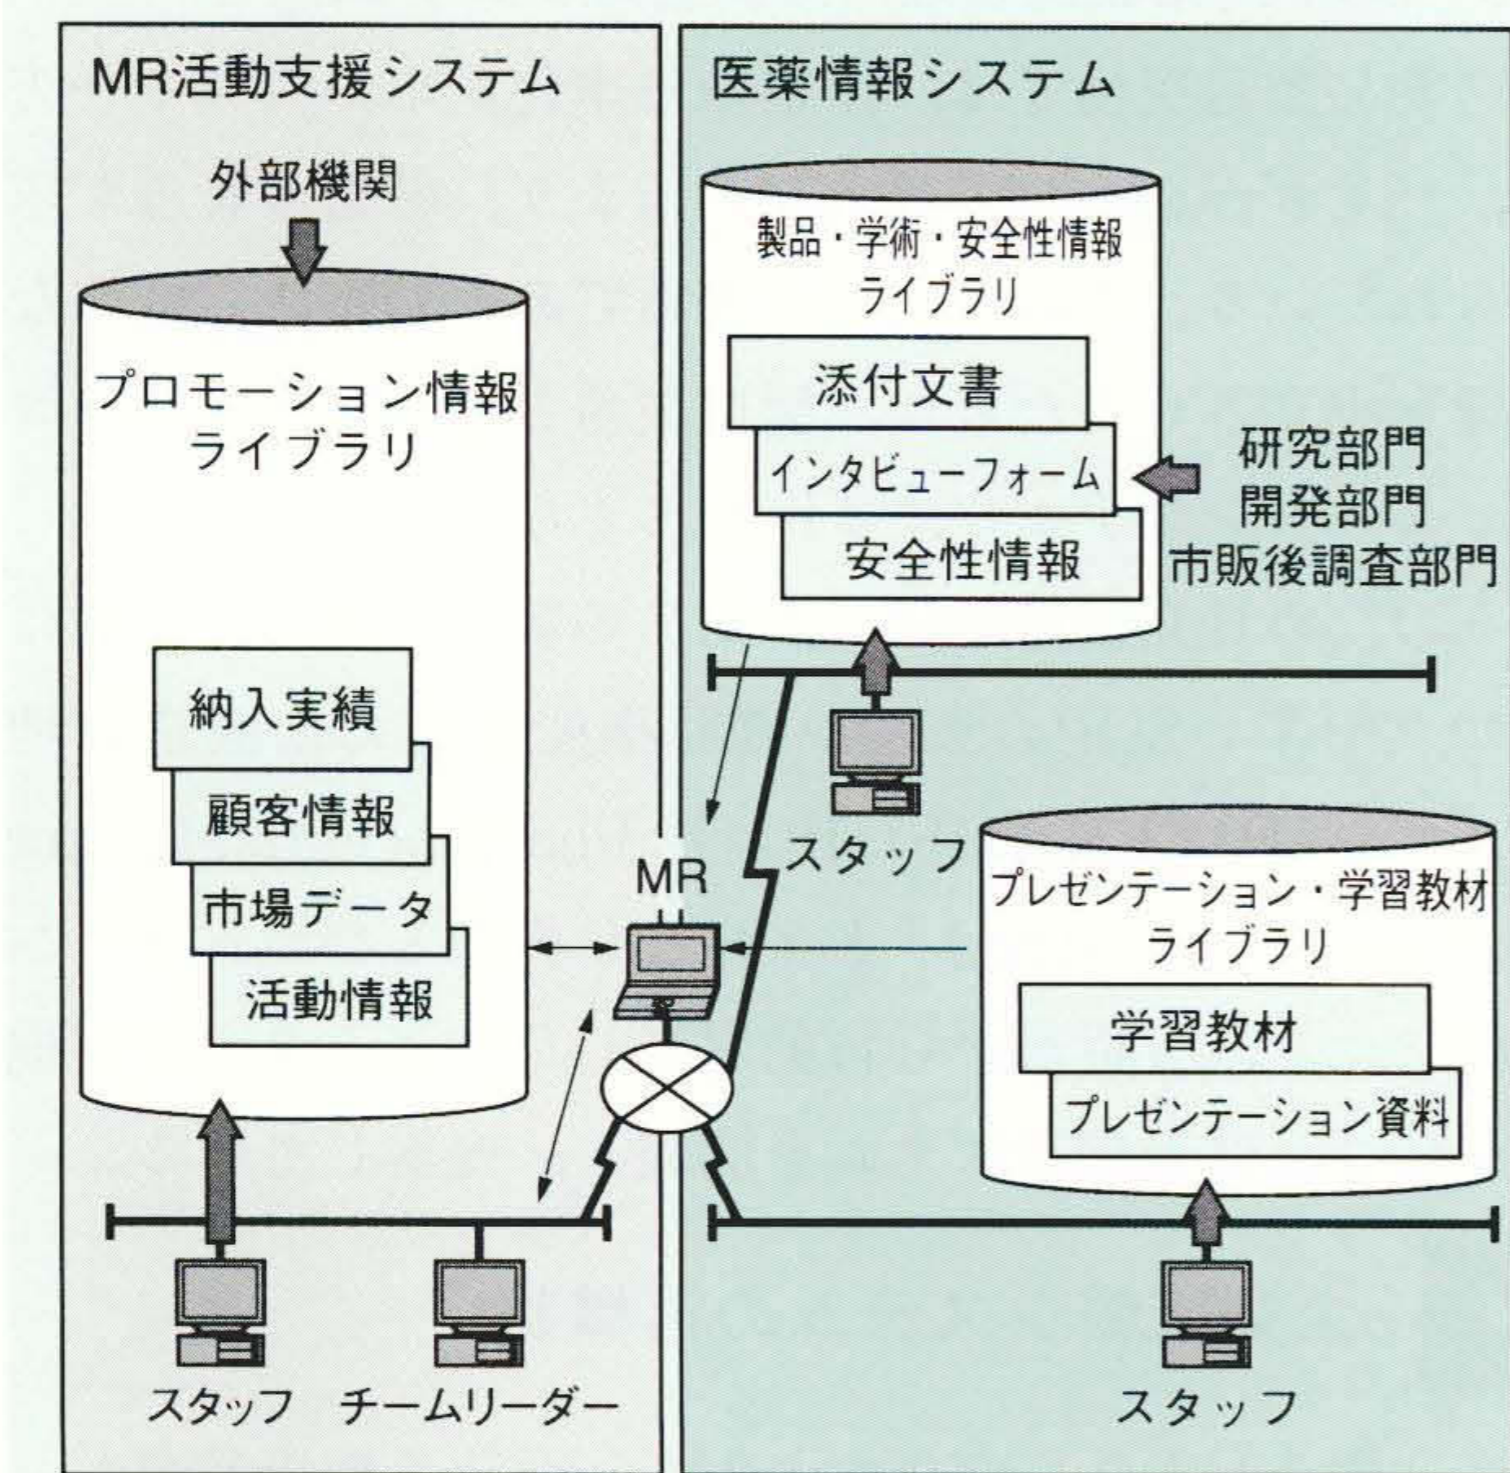 MR活動支援システム
外部機関
プロモーション情報
ライブラリ
納入実績
顧客情報
市場データ
活動情報
スタッフ
チームリーダー
MR
医薬情報システム
製品・学術・安全性情報
ライブラリ
添付文書
インタビューフォーム
安全性情報
研究部門
開発部門
市販後調査部門
スタッフ
プレゼンテーション・学習教材
ライブラリ
学習教材
プレゼンテーション資料
スタッフ